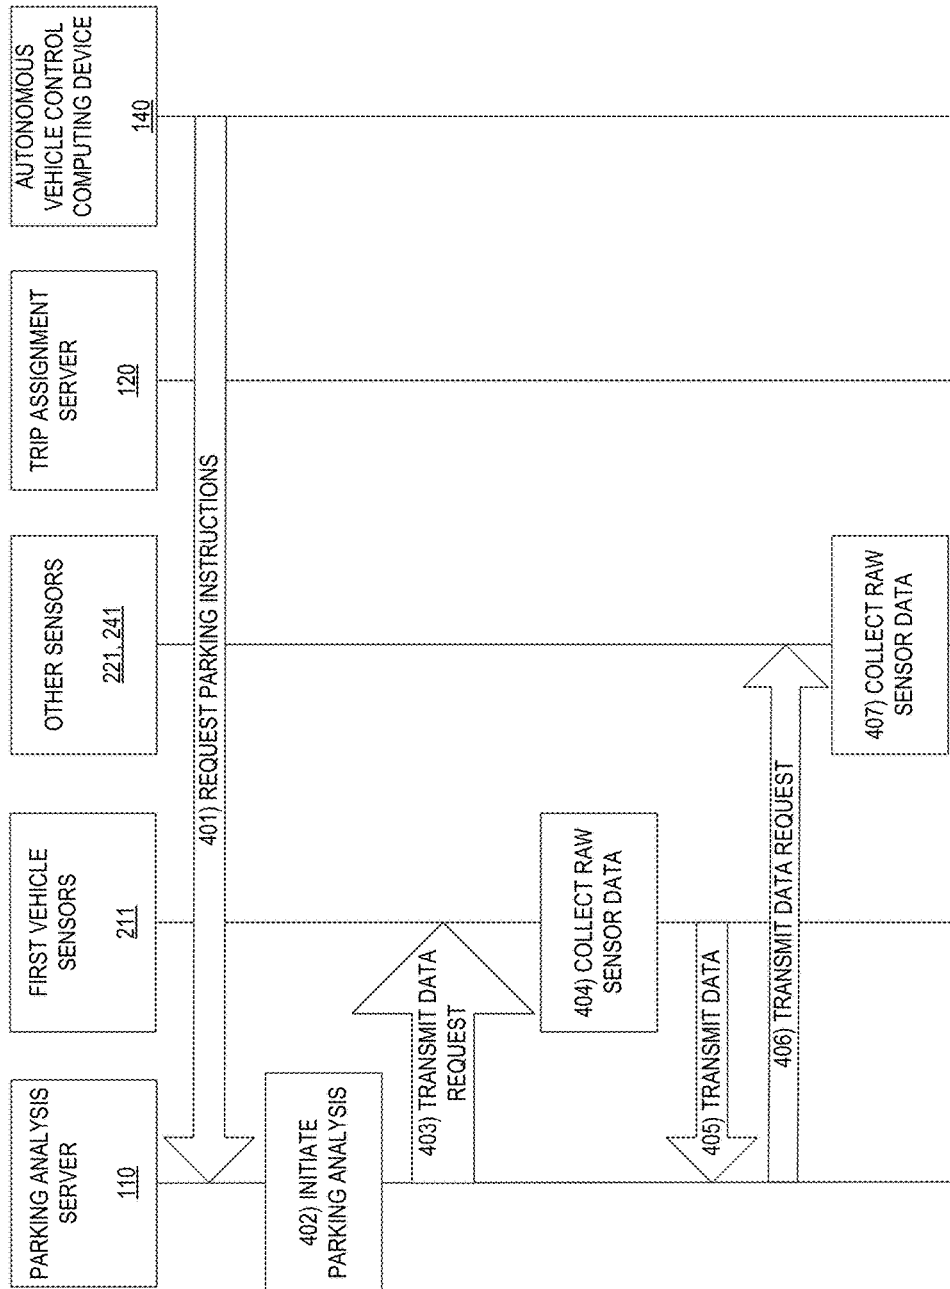 PARKING ANALYSIS
SERVER
110
FIRST VEHICLE
SENSORS
211
OTHER SENSORS
221, 241
TRIP ASSIGNMENT
SERVER
120
AUTONOMOUS
VEHICLE CONTROL
COMPUTING DEVICE
140
401) REQUEST PARKING INSTRUCTIONS
402) INITIATE
PARKING ANALYSIS
403) TRANSMIT DATA
REQUEST
404) COLLECT RAW
SENSOR DATA
405) TRANSMIT DATA
406) TRANSMIT DATA REQUEST
407) COLLECT RAW
SENSOR DATA